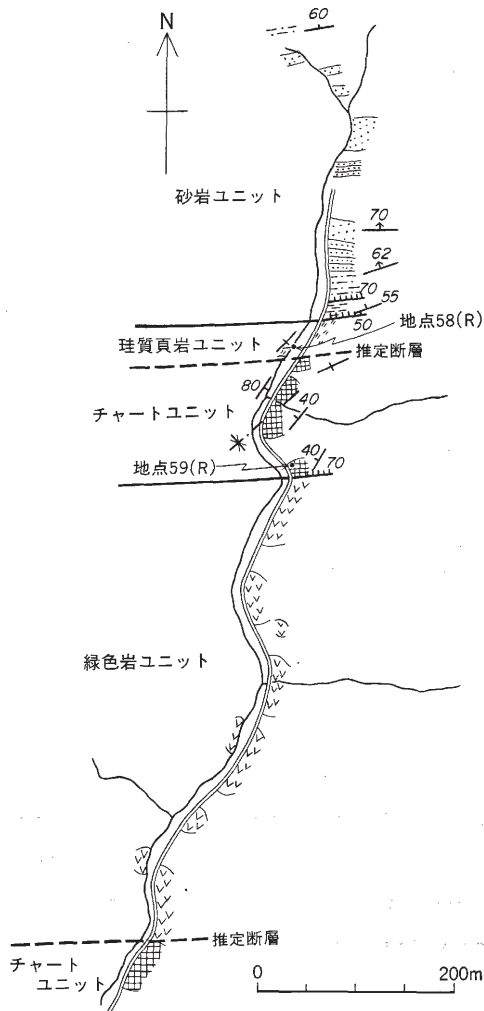 60
N
砂岩ユニット
70
62
70
55
50
地点58(R)
珪質頁岩ユニット
推定断層
80
チャートユニット
40
地点59(R)
40
70
緑色岩ユニット
推定断層
チャート
ユニット
0
200m